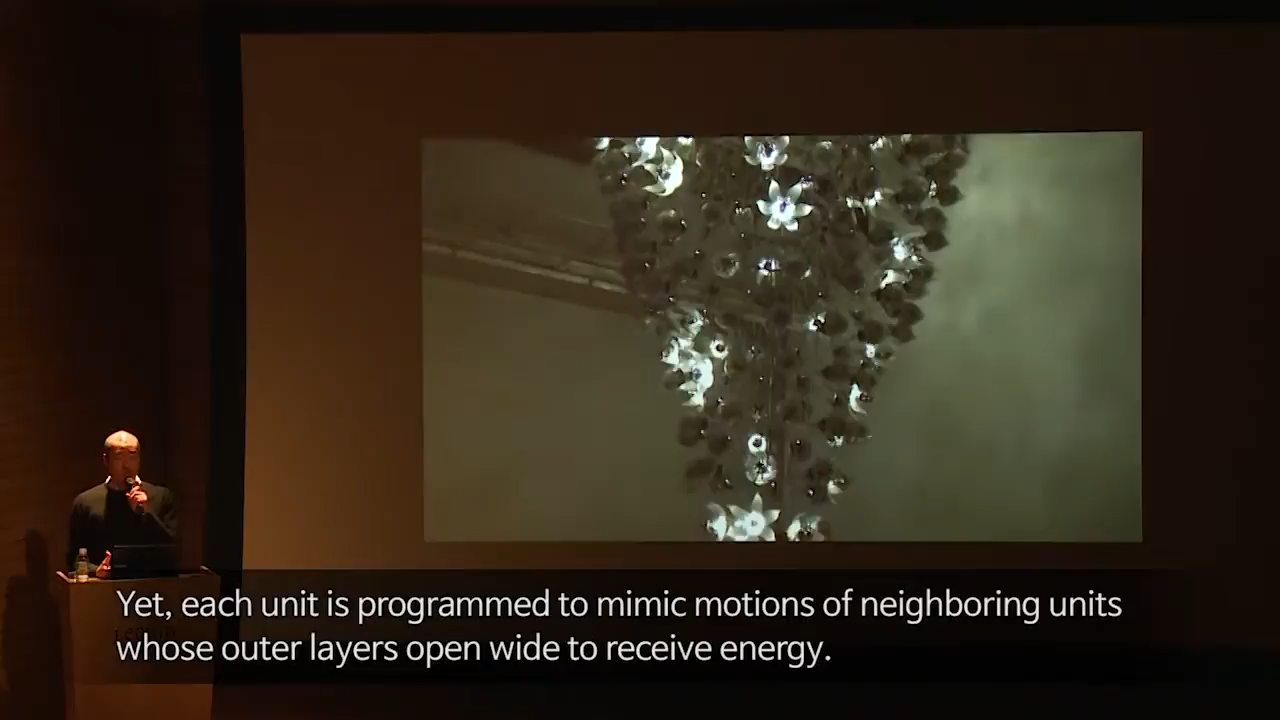 Yet, each unit is programmed to mimic motions of neighboring units
whose outer layers open wide to receive energy.